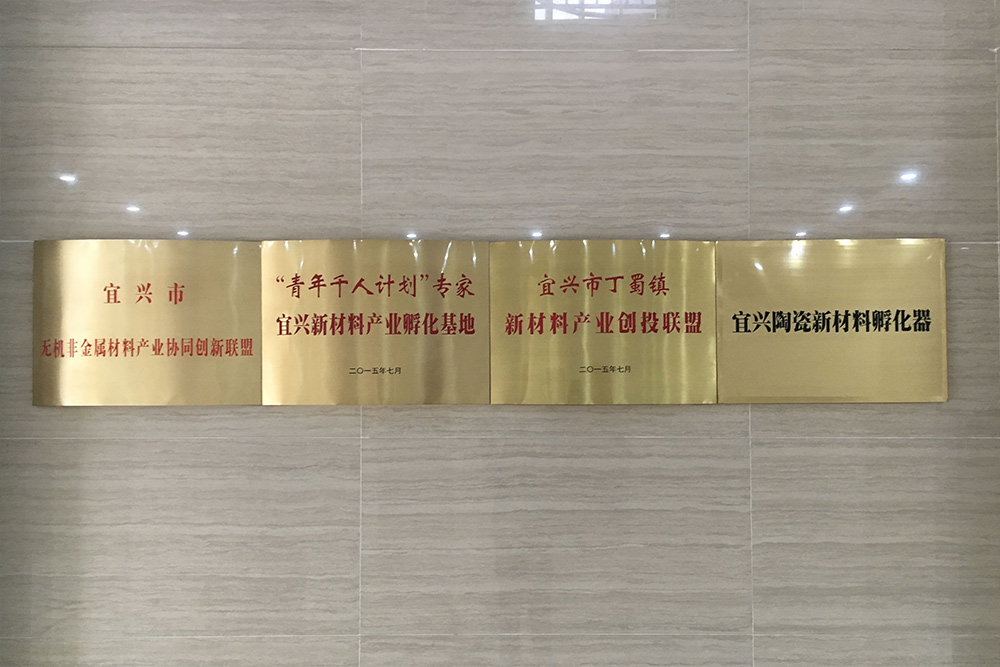 宜兴市
无机非金属材料产业协同创新联盟
“青年千人计划”专家
宜兴新材料产业孵化基地
二〇一五年七月
宜兴市丁蜀镇
新材料产业创投联盟
二〇一五年七月
宜兴陶瓷新材料孵化器